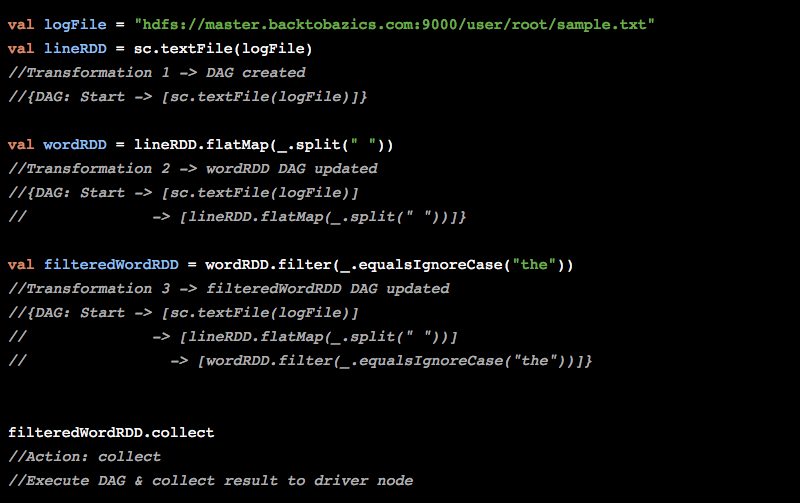 val logFile = "hdfs://master.backtobazics.com:9000/user/root/sample.txt"
val lineRDD = sc.textFile(logFile)
//Transformation 1 -> DAG created
//{DAG: Start -> [sc.textFile(logFile)]}
val wordRDD = lineRDD.flatMap(_.split(" "))
//Transformation 2 -> wordRDD DAG updated
//{DAG: Start -> [sc.textFile(logFile)]
//              -> [lineRDD.flatMap(_.split(" "))]}
val filteredWordRDD = wordRDD.filter(_.equalsIgnoreCase("the"))
//Transformation 3 -> filteredWordRDD DAG updated
//{DAG: Start -> [sc.textFile(logFile)]
//              -> [lineRDD.flatMap(_.split(" "))]
//                -> [wordRDD.filter(_.equalsIgnoreCase("the"))]}
filteredWordRDD.collect
//Action: collect
//Execute DAG & collect result to driver node